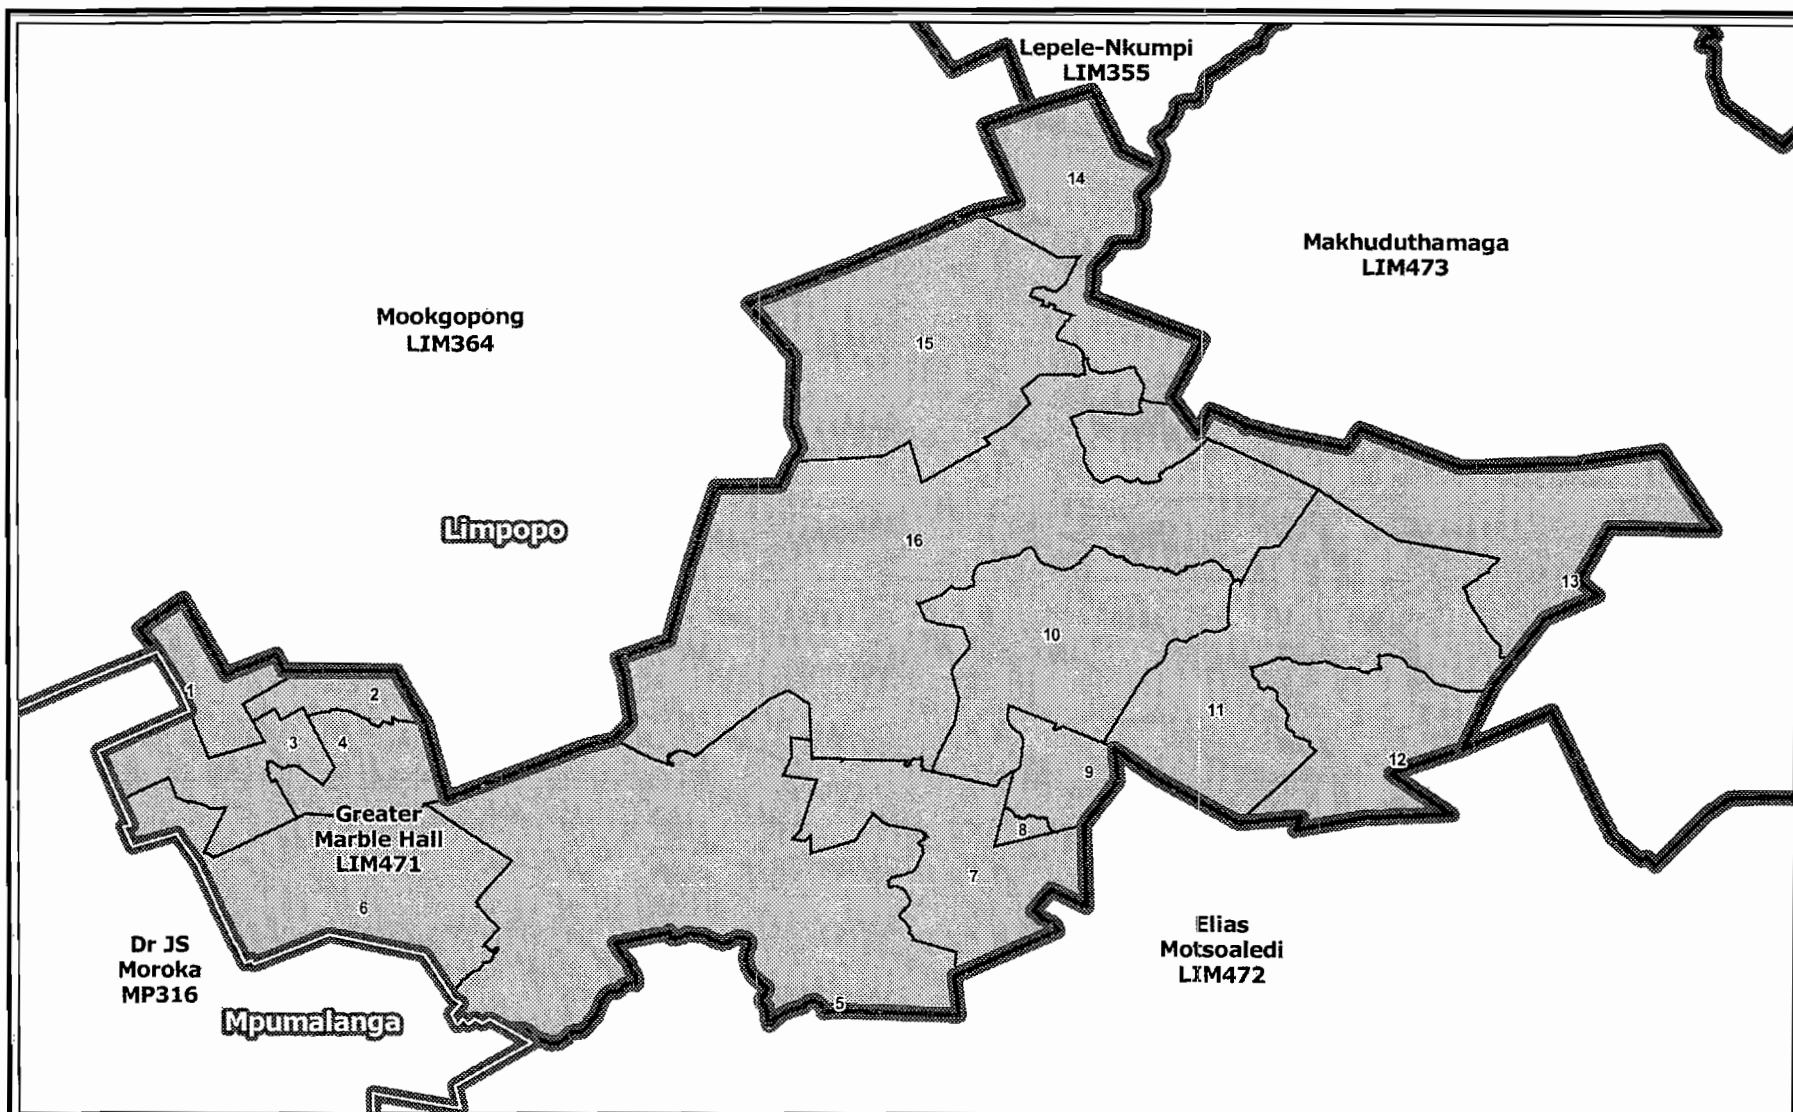 Lepele-Nkumpi
LIM355
14
Makhuduthamaga
LIM473
Mookgopong
LIM364
15
Limpopo
16
13
10
1
2
11
3
4
12
9
Greater
Marble Hall
LIM471
8
7
6
Elias
Motsoaledi
LIM472
Dr JS
Moroka
MP316
5
Mpumalanga